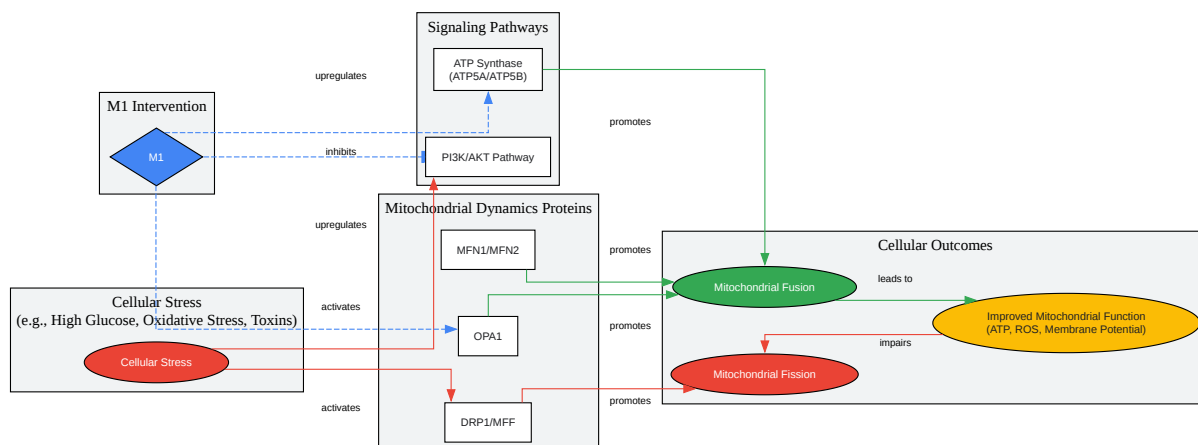 Signaling Pathways
ATP Synthase
(ATP5A/ATP5B)
upregulates
M1 Intervention
promotes
M1
inhibits
PI3K/AKT Pathway
Mitochondrial Dynamics Proteins
upregulates
MFN1/MFN2
promotes
Cellular Outcomes
leads to
Mitochondrial Fusion
Cellular Stress
(e.g., High Glucose, Oxidative Stress, Toxins)
activates
OPA1
promotes
Improved Mitochondrial Function
(ATP, ROS, Membrane Potential)
impairs
Cellular Stress
Mitochondrial Fission
activates
DRP1/MFF
promotes